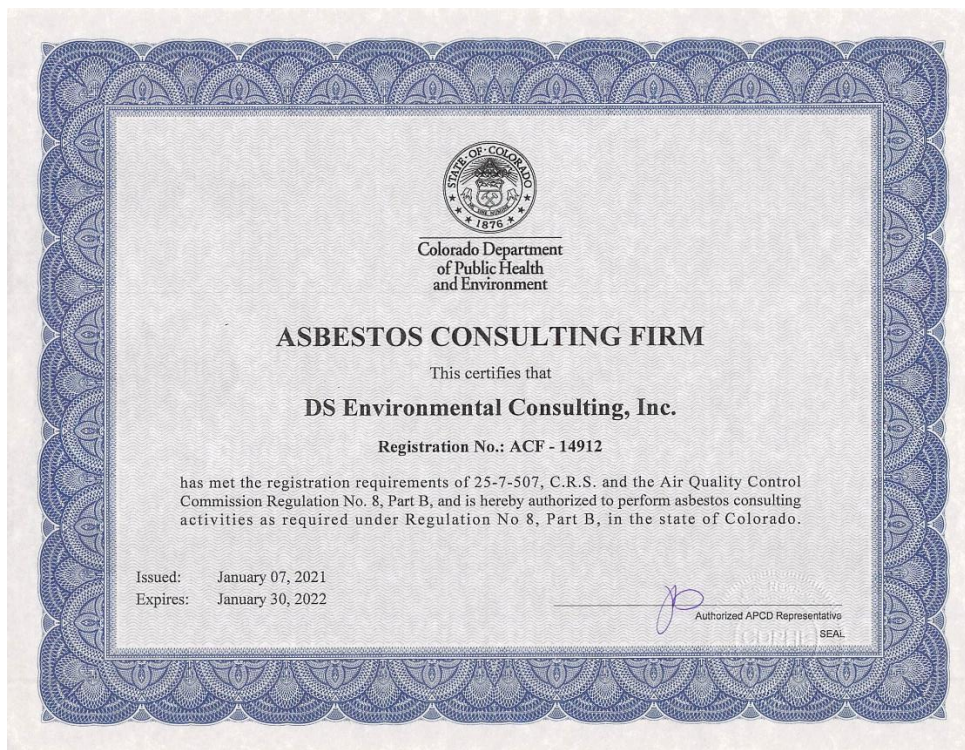 STATE·OF·COLORADO
1876
Colorado Department
of Public Health
and Environment
ASBESTOS CONSULTING FIRM
This certifies that
DS Environmental Consulting, Inc.
Registration No.: ACF - 14912
has met the registration requirements of 25-7-507, C.R.S. and the Air Quality Control
Commission Regulation No. 8, Part B, and is hereby authorized to perform asbestos consulting
activities as required under Regulation No 8, Part B, in the state of Colorado.
Issued: January 07, 2021
Expires: January 30, 2022
Authorized APCD Representative
SEAL